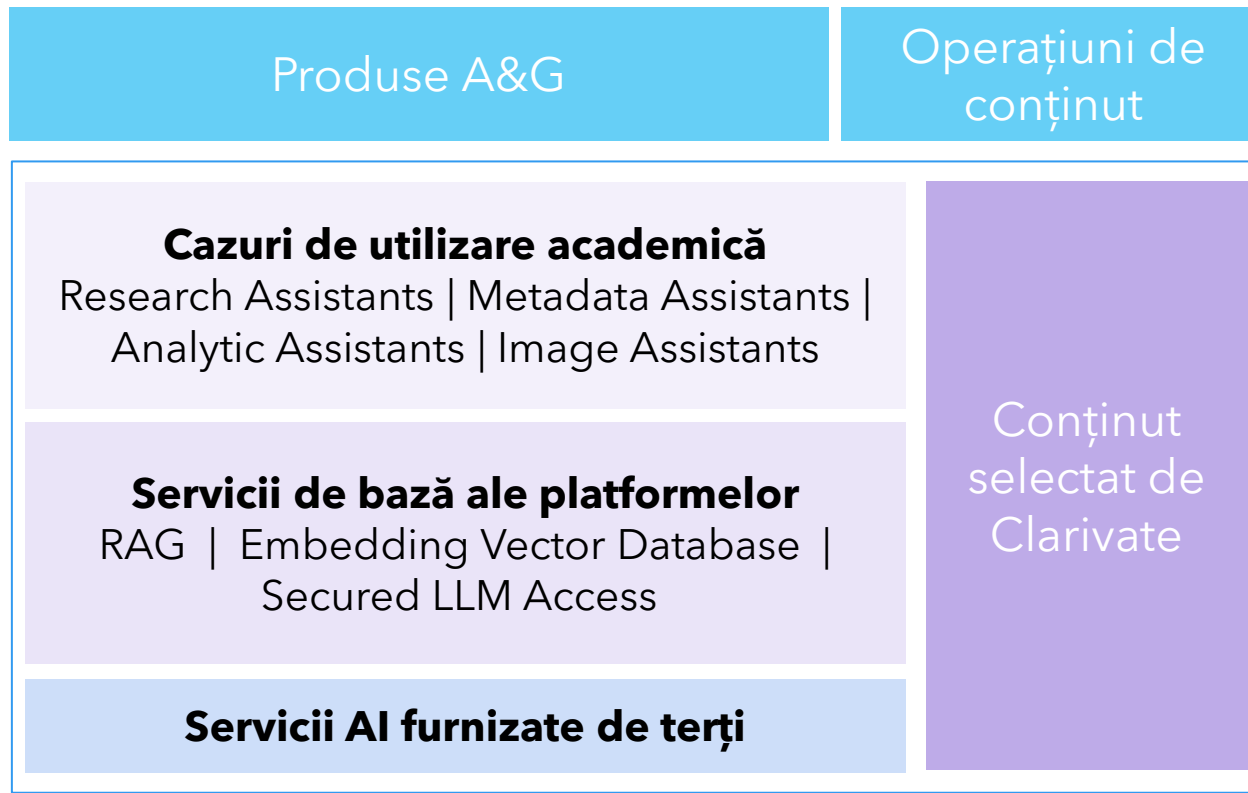 Produse A&G
Operațiuni de
conținut
Cazuri de utilizare academică
Research Assistants | Metadata Assistants |
Analytic Assistants | Image Assistants
Servicii de bază ale platformelor
RAG | Embedding Vector Database |
Secured LLM Access
Servicii AI furnizate de terți
Conținut
selectat de
Clarivate